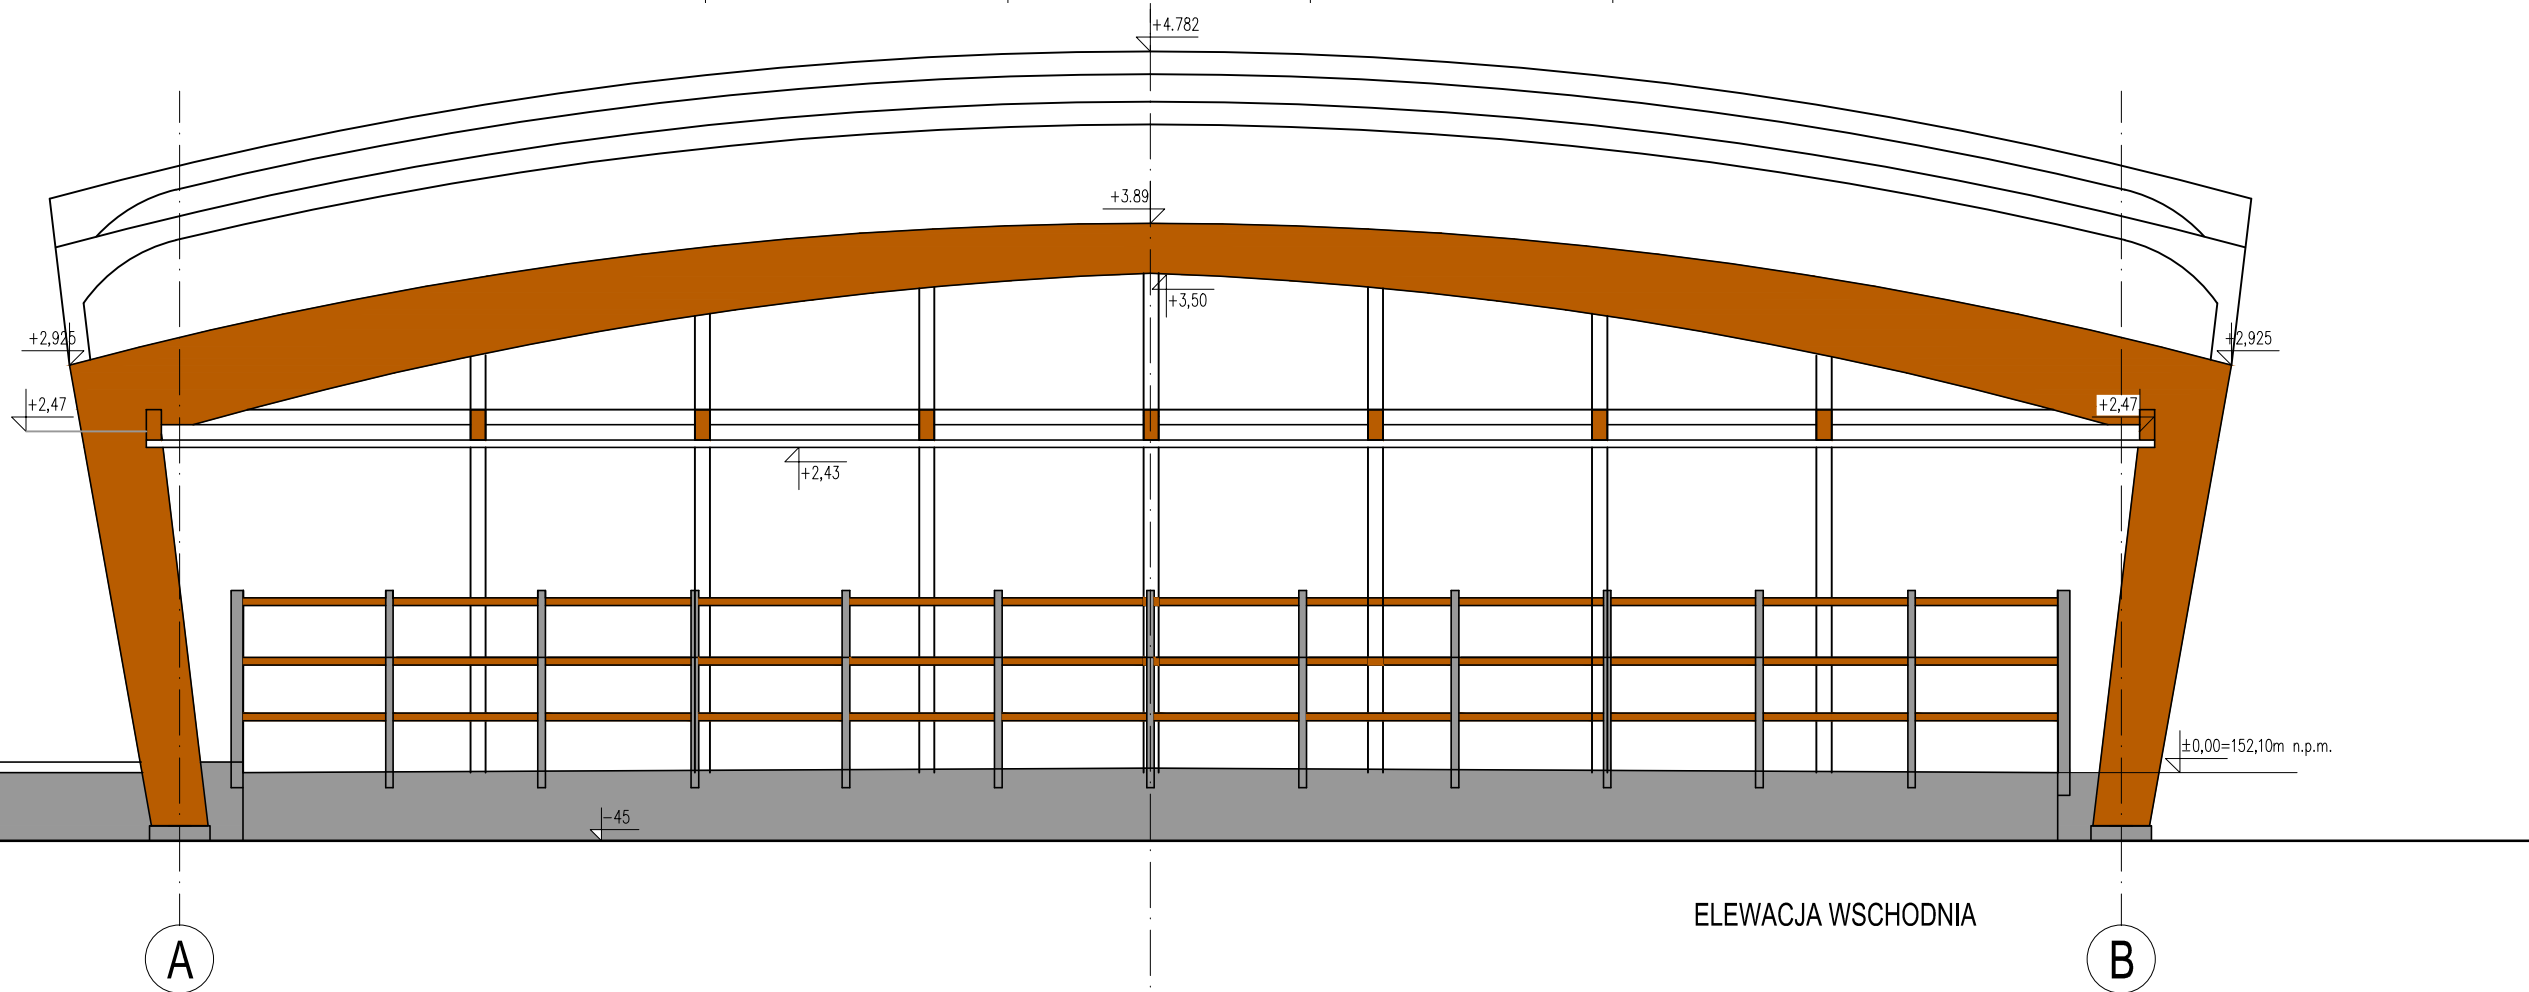 +4.782
+3.89
+3,50
+2,925
+2,925
+2,47
+2,47
+2,43
±0,00=152,10m n.p.m.
-45
ELEWACJA WSCHODNIA
A
B